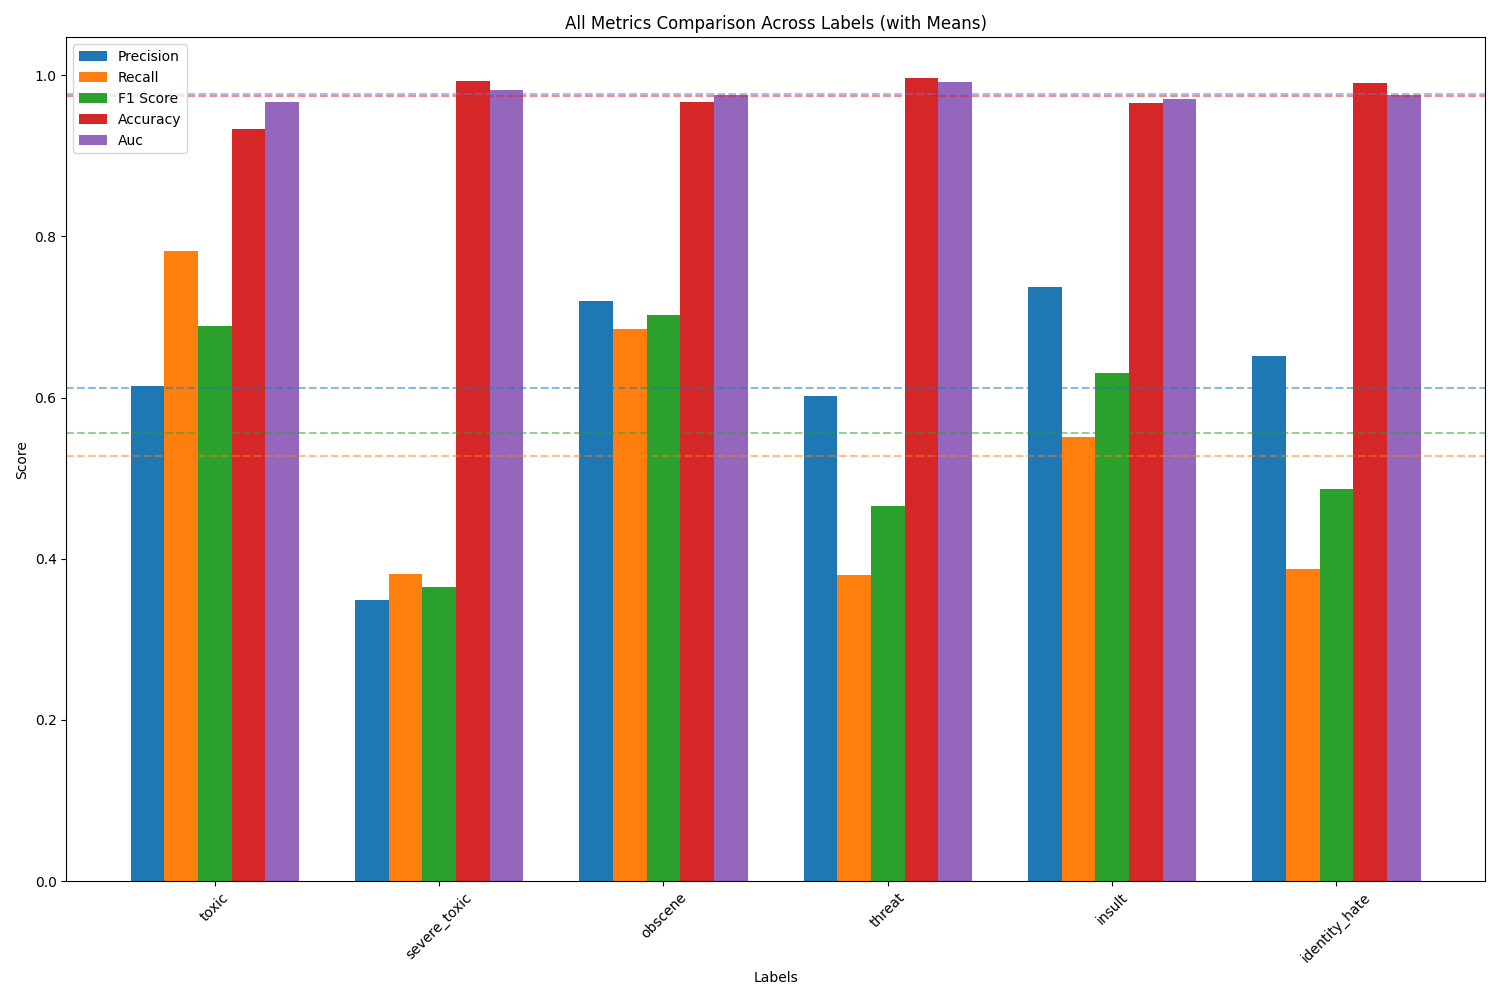 All Metrics Comparison Across Labels (with Means)
Precision
Recall
F1 Score
Accuracy
Auc
Score
1.0
0.8
0.6
0.4
0.2
0.0
toxic
severe_toxic
obscene
threat
insult
identity_hate
Labels